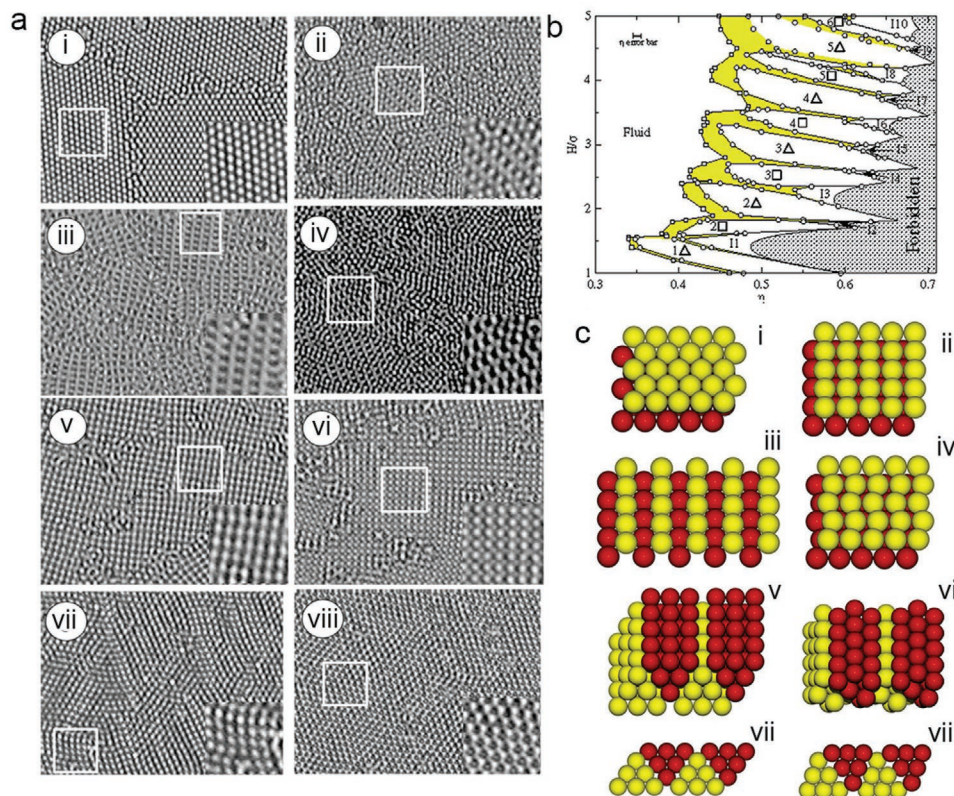 a
i
ii
iii
iv
v
vi
vii
viii
b
η error bar
H/σ
5
4
3
2
1
0.3
0.4
0.5
0.6
0.7
η
Fluid
Forbidden
6□
I10
5△
5□
I8
4△
I7
4□
I6
3△
I5
3□
2△
I3
2□
I2
1△
I1
c
i
ii
iii
iv
v
vi
vii
vii